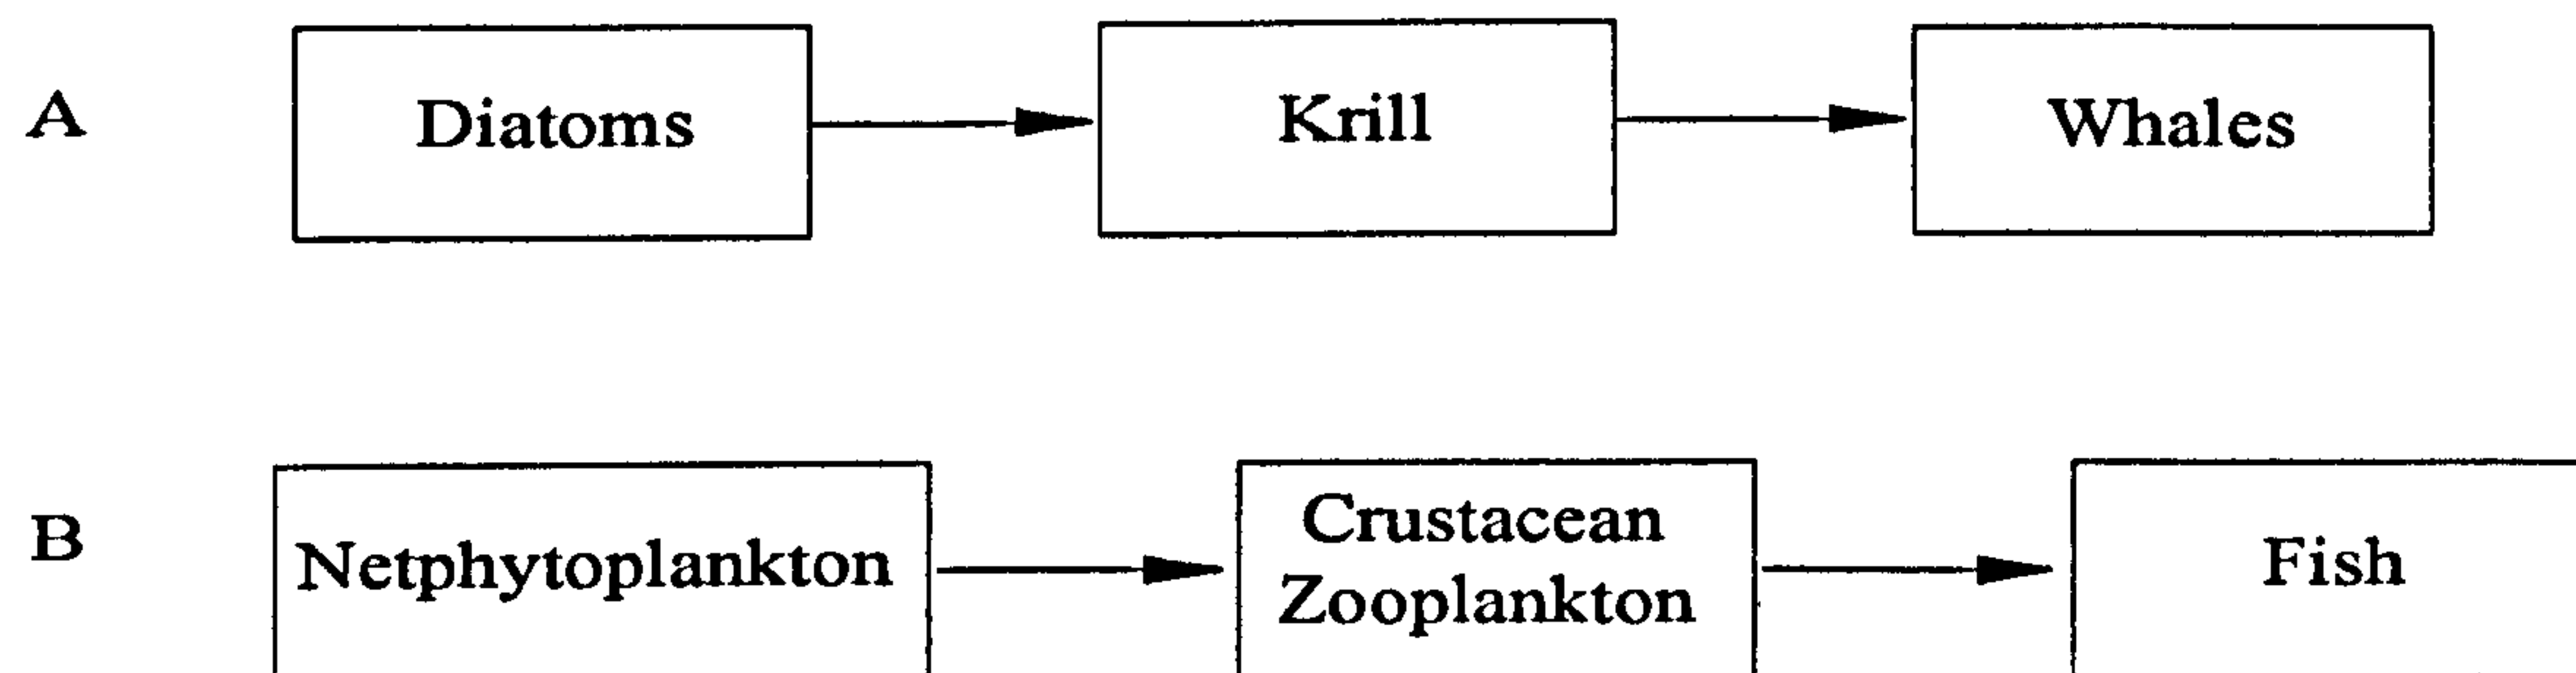 A
Diatoms
Krill
Whales
B
Netphytoplankton
Crustacean
Zooplankton
Fish